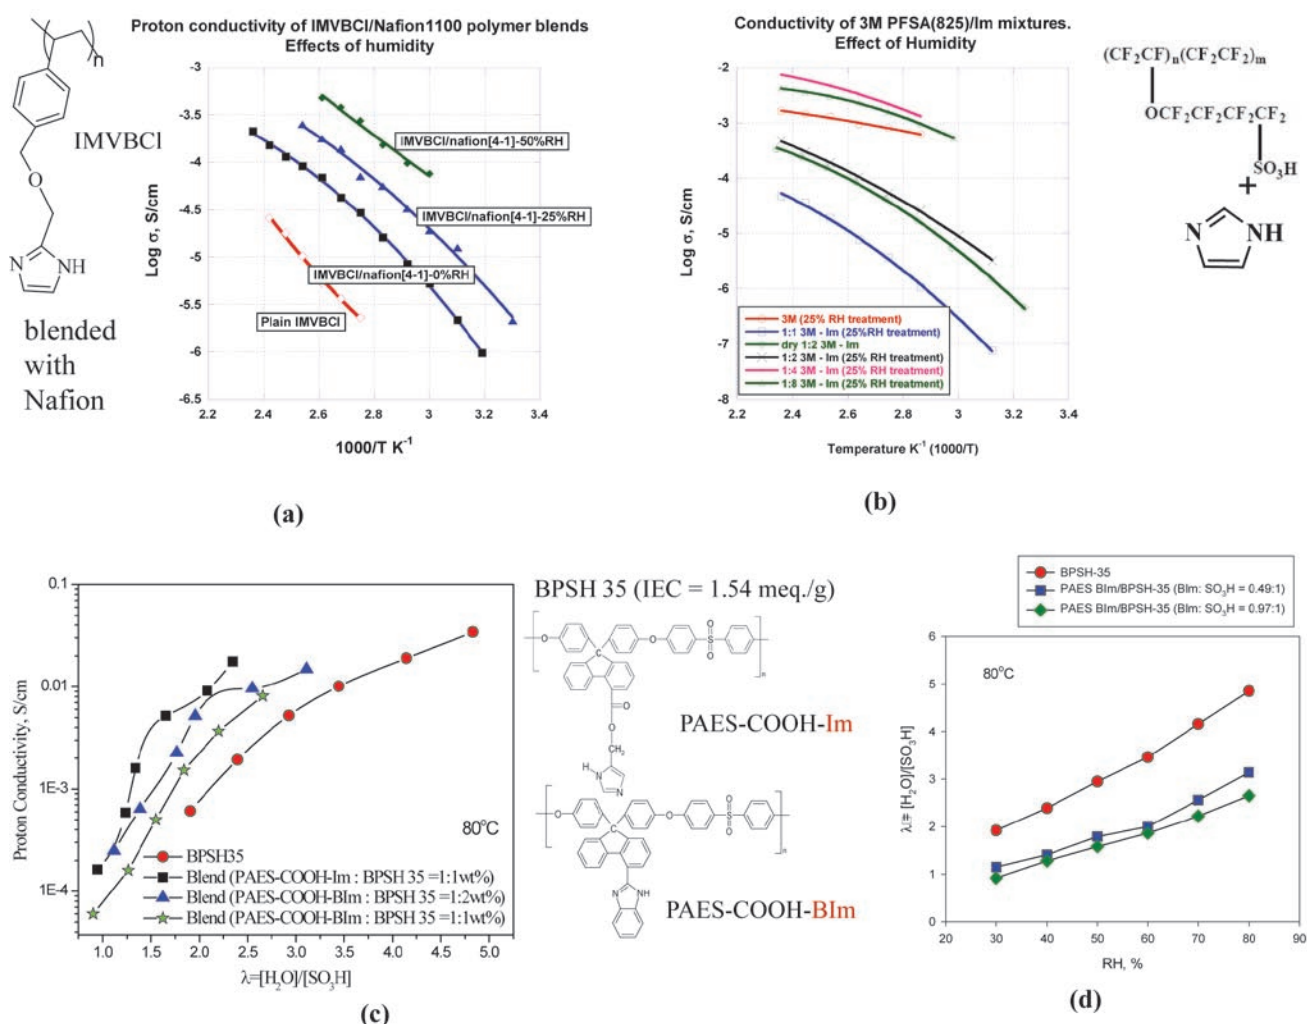 Proton conductivity of IMVBCl/Nafion1100 polymer blends
Effects of humidity
n
IMVBCl
O
N
NH
blended
with
Nafion
Log σ, S/cm
-3
-3.5
-4
-4.5
-5
-5.5
-6
-6.5
2.2
2.4
2.6
2.8
3
3.2
3.4
1000/T K-1
IMVBCl/nafion[4-1]-50%RH
IMVBCl/nafion[4-1]-25%RH
IMVBCl/nafion[4-1]-0%RH
Plain IMVBCl
(a)
Conductivity of 3M PFSA(825)/Im mixtures.
Effect of Humidity
Log σ, S/cm
-2
-3
-4
-5
-6
-7
-8
2.2
2.4
2.6
2.8
3
3.2
3.4
Temperature K-1 (1000/T)
3M (25% RH treatment)
1:1 3M - Im (25%RH treatment)
dry 1:2 3M - Im
1:2 3M - Im (25% RH treatment)
1:4 3M - Im (25% RH treatment)
1:8 3M - Im (25% RH treatment)
(CF2CF)n(CF2CF2)m
OCF2CF2CF2CF2
SO3H
+
N NH
(b)
Proton Conductivity, S/cm
0.1
0.01
1E-3
1E-4
80°C
BPSH35
Blend (PAES-COOH-Im : BPSH 35 =1:1wt%)
Blend (PAES-COOH-BIm : BPSH 35 =1:2wt%)
Blend (PAES-COOH-BIm : BPSH 35 =1:1wt%)
1.0 1.5 2.0 2.5 3.0 3.5 4.0 4.5 5.0
λ=[H2O]/[SO3H]
(c)
BPSH 35 (IEC = 1.54 meq./g)
O
C
O
O
S
O
n
O
O
CH2
H N
N
PAES-COOH-Im
O
C
O
O
S
O
n
N NH
PAES-COOH-BIm
BPSH-35
PAES BIm/BPSH-35 (BIm: SO3H = 0.49:1)
PAES BIm/BPSH-35 (BIm: SO3H = 0.97:1)
80°C
6
5
4
3
2
1
0
[H2O]/[SO3H]
20 30 40 50 60 70 80 90
RH, %
(d)